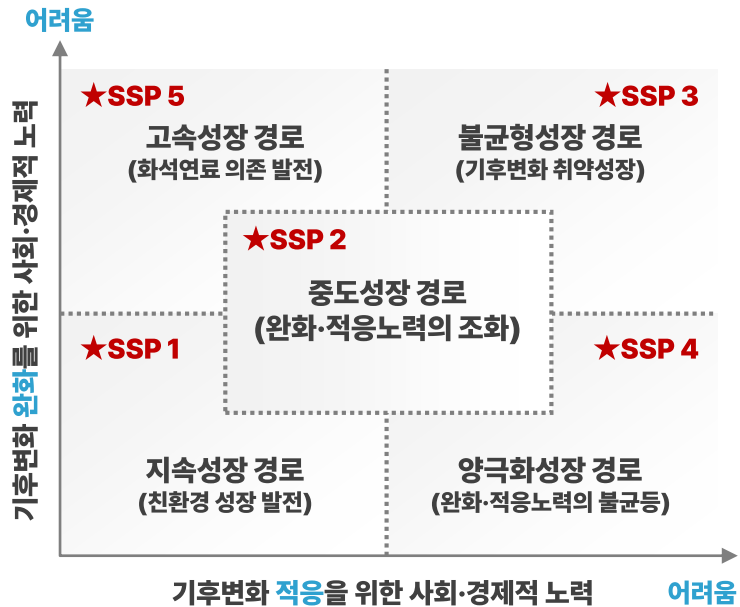 어려움
기후변화 완화를 위한 사회·경제적 노력
★SSP 5
고속성장 경로
(화석연료 의존 발전)
★SSP 3
불균형성장 경로
(기후변화 취약성장)
★SSP 2
중도성장 경로
(완화·적응노력의 조화)
★SSP 1
지속성장 경로
(친환경 성장 발전)
★SSP 4
양극화성장 경로
(완화·적응노력의 불균등)
기후변화 적응을 위한 사회·경제적 노력
어려움